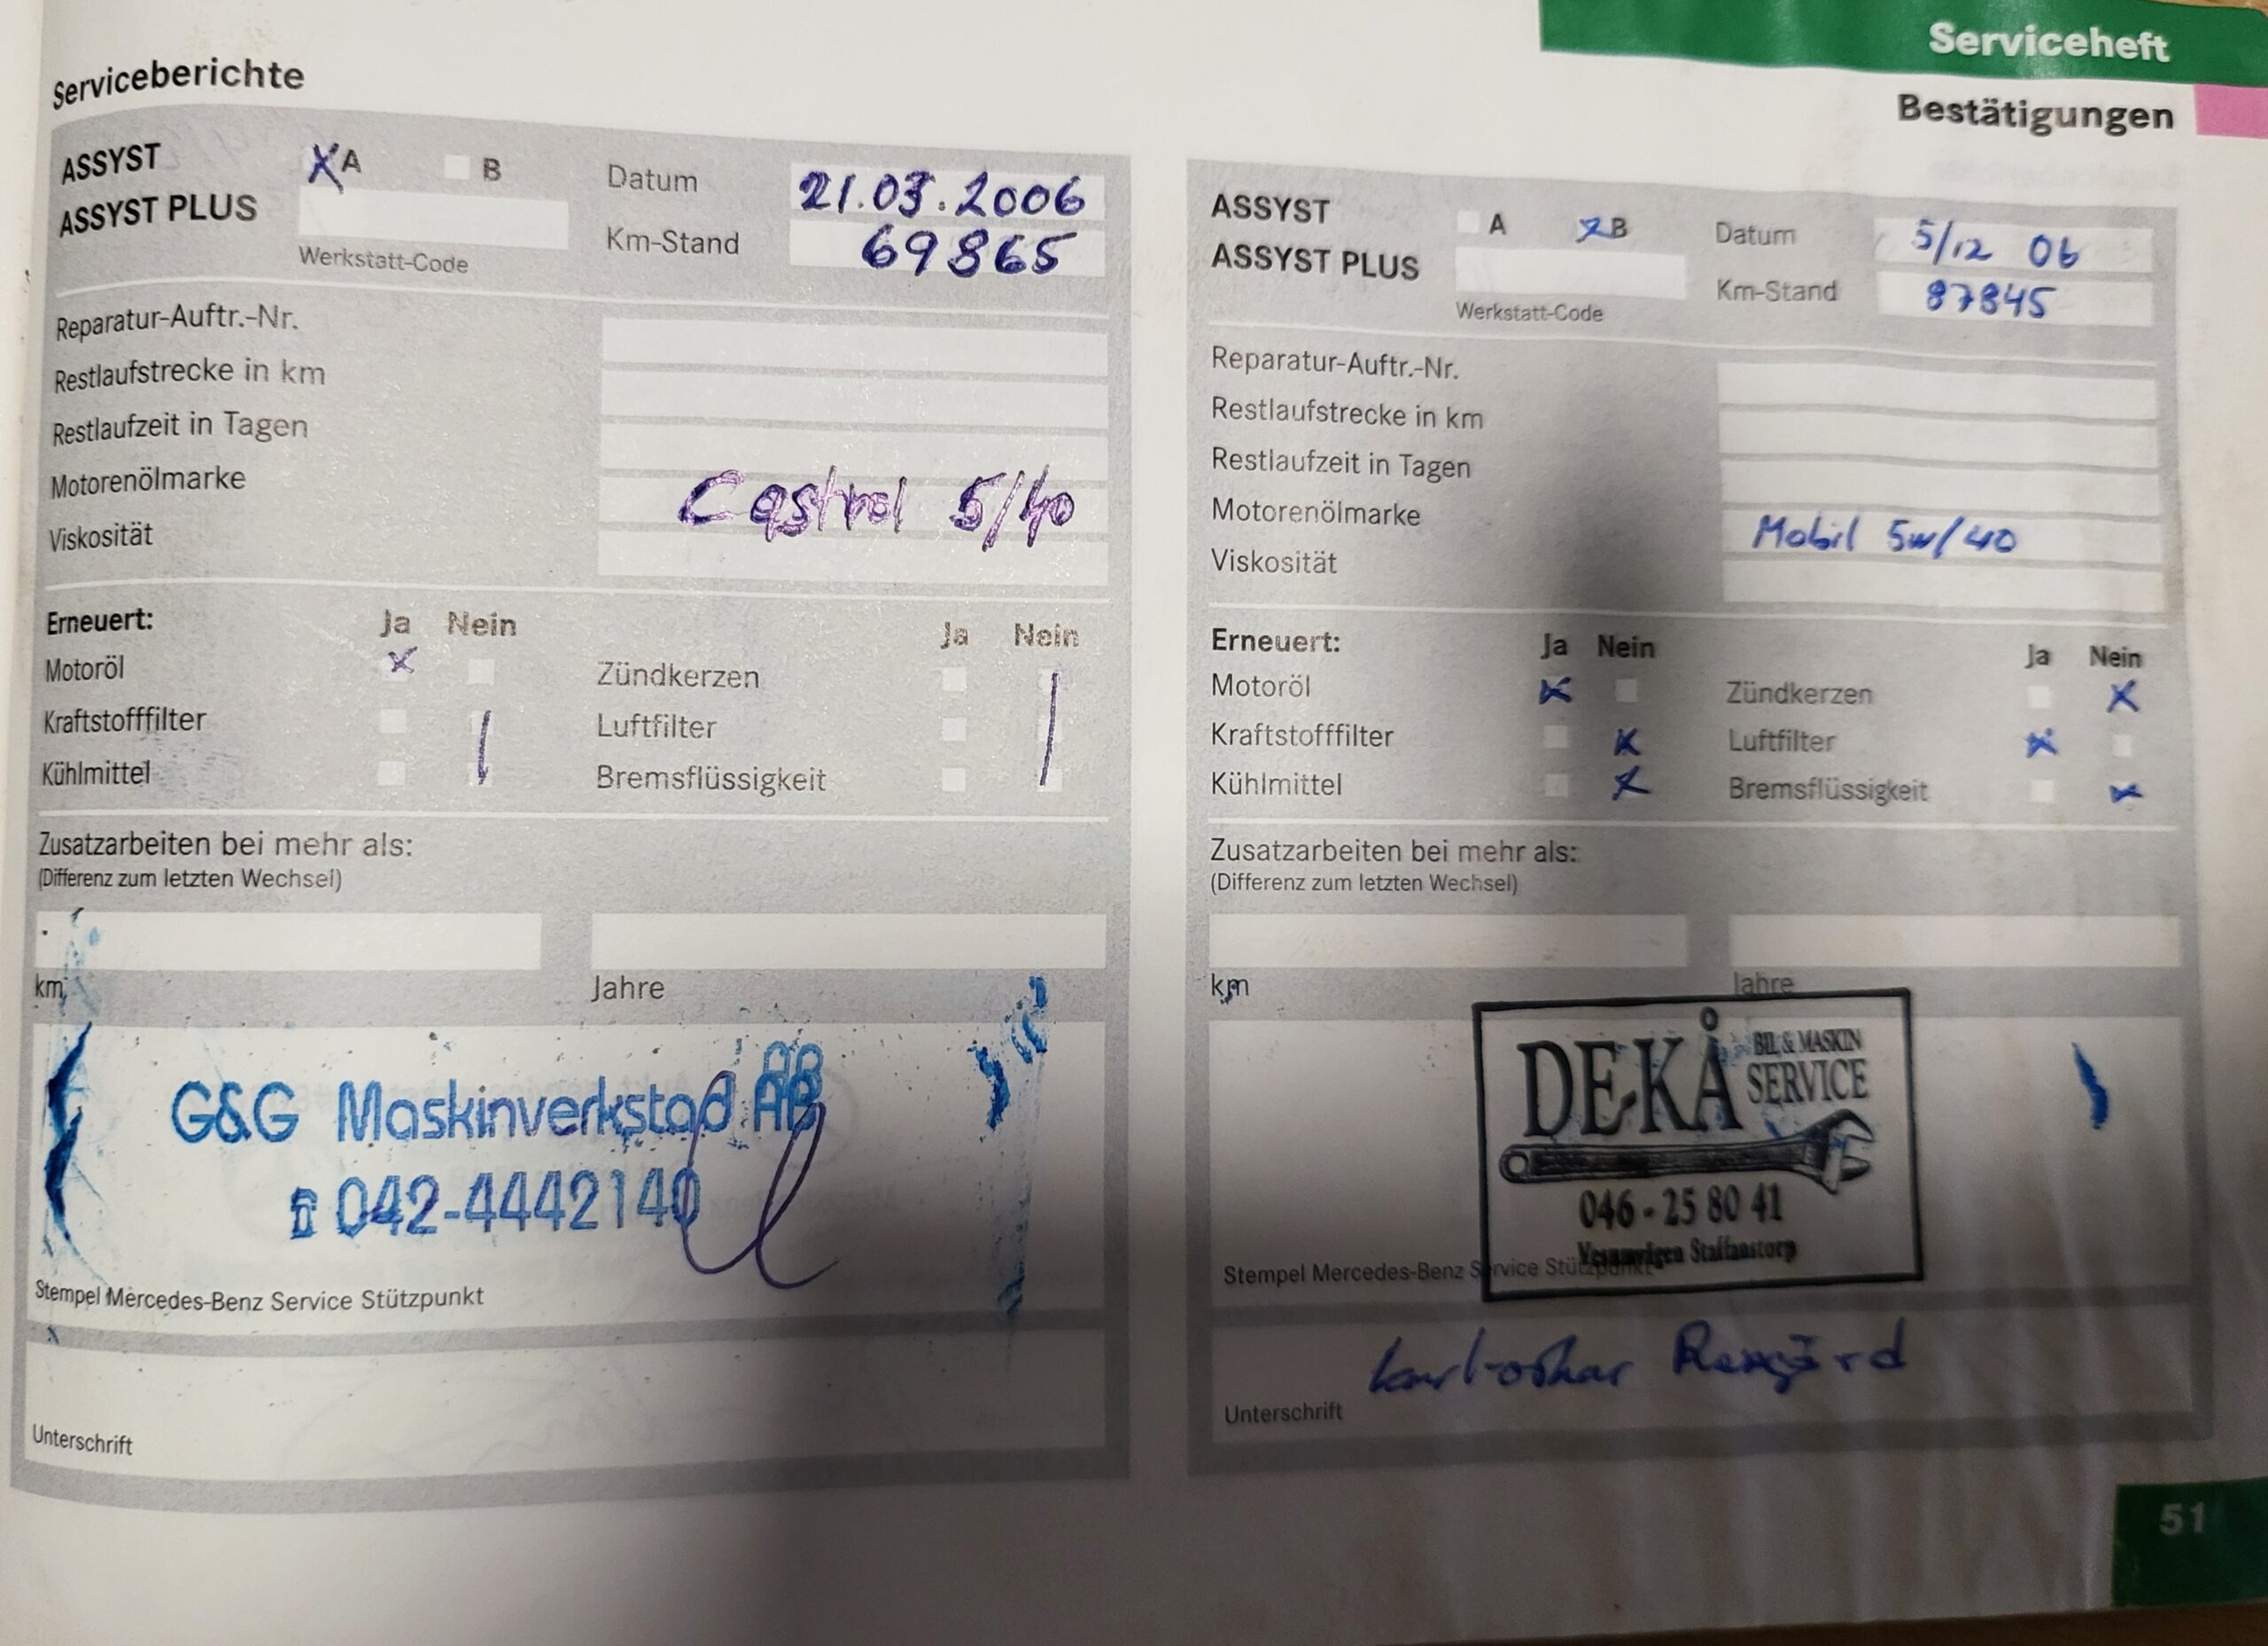 Serviceheft
Bestätigungen
Serviceberichte
ASSYST
X A B
Datum 21.03.2006
ASSYST PLUS
Km-Stand 69865
Werkstatt-Code
Reparatur-Auftr.-Nr.
Restlaufstrecke in km
Restlaufzeit in Tagen
Motorenölmarke
Castrol 5/40
Viskosität
Erneuert: Ja Nein Ja Nein
Motoröl x Zündkerzen
Kraftstofffilter Luftfilter
Kühlmittel Bremsflüssigkeit
Zusatzarbeiten bei mehr als:
(Differenz zum letzten Wechsel)
km Jahre
G&G Maskinverkstad AB
042-4442140
Stempel Mercedes-Benz Service Stützpunkt
Unterschrift
ASSYST
A x B
Datum 5/12 06
ASSYST PLUS
Km-Stand 87845
Werkstatt-Code
Reparatur-Auftr.-Nr.
Restlaufstrecke in km
Restlaufzeit in Tagen
Motorenölmarke
Mobil 5w/40
Viskosität
Erneuert: Ja Nein Ja Nein
Motoröl x Zündkerzen x
Kraftstofffilter x Luftfilter x
Kühlmittel x Bremsflüssigkeit x
Zusatzarbeiten bei mehr als:
(Differenz zum letzten Wechsel)
km Jahre
DEKÅ BIL & MASKIN
SERVICE
046-25 80 41
Staffanstorp
Stempel Mercedes-Benz Service Stützpunkt
Karl-oskar
Unterschrift
51